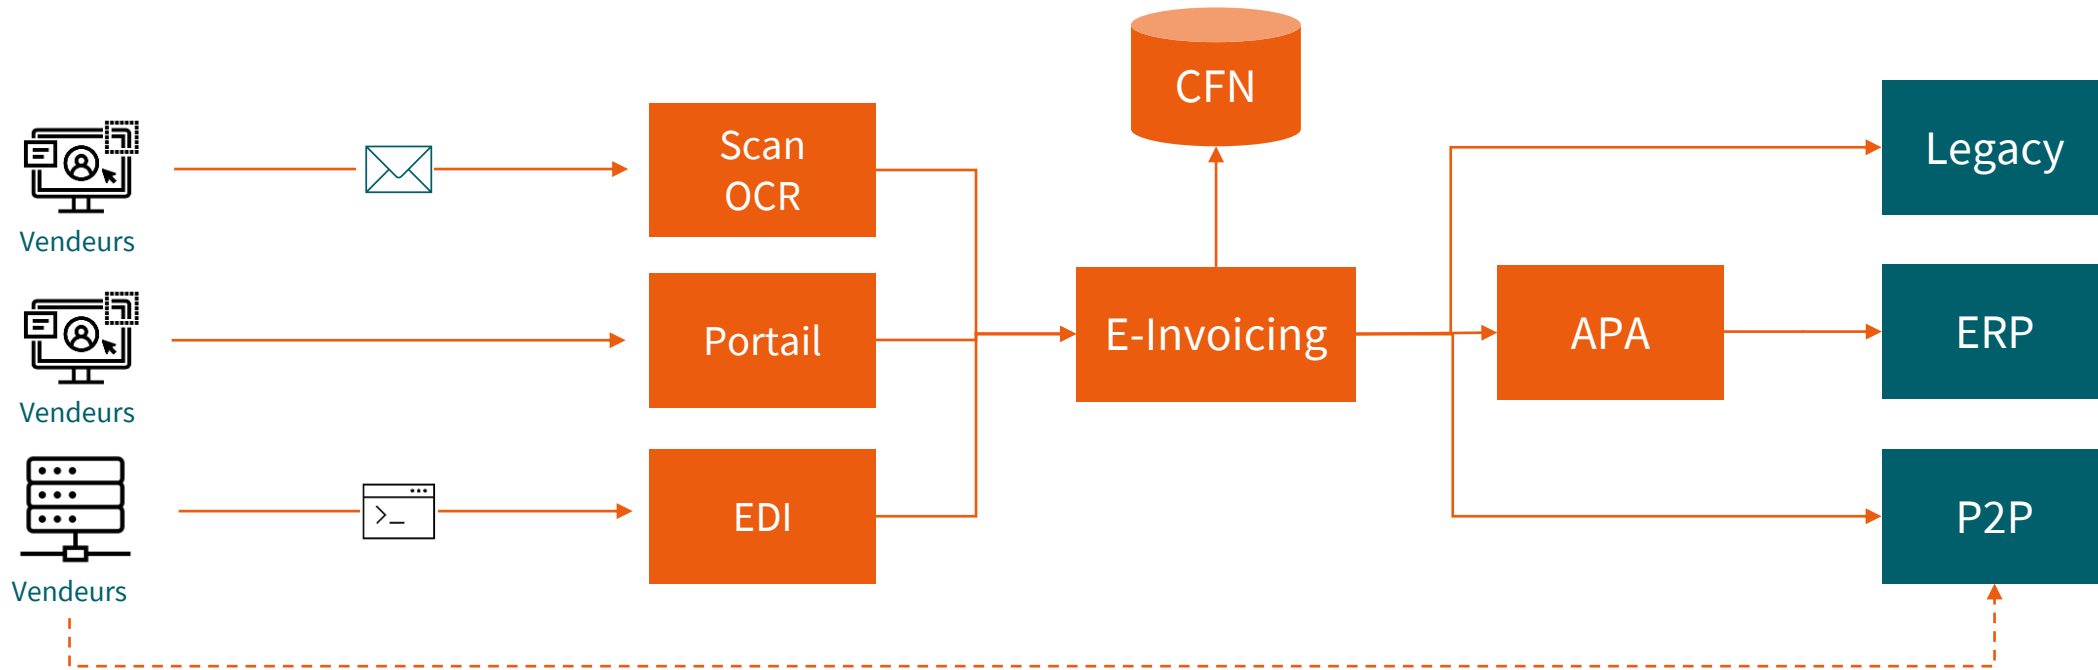 CFN
Scan
OCR
Legacy
Vendeurs
E-Invoicing
APA
ERP
Portail
Vendeurs
EDI
P2P
>_
Vendeurs